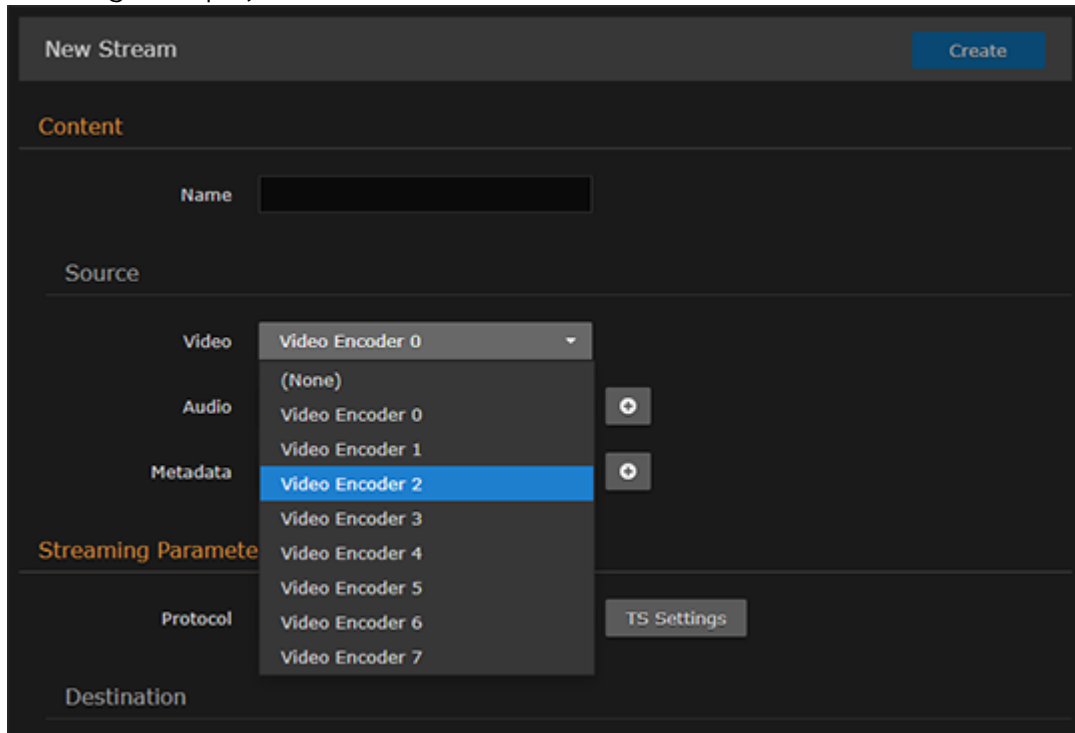 New Stream
Create
Content
Name
Source
Video
Video Encoder 0
(None)
Audio
Video Encoder 0
Video Encoder 1
Metadata
Video Encoder 2
Video Encoder 3
Streaming Paramete
Video Encoder 4
Video Encoder 5
Protocol
Video Encoder 6
TS Settings
Video Encoder 7
Destination